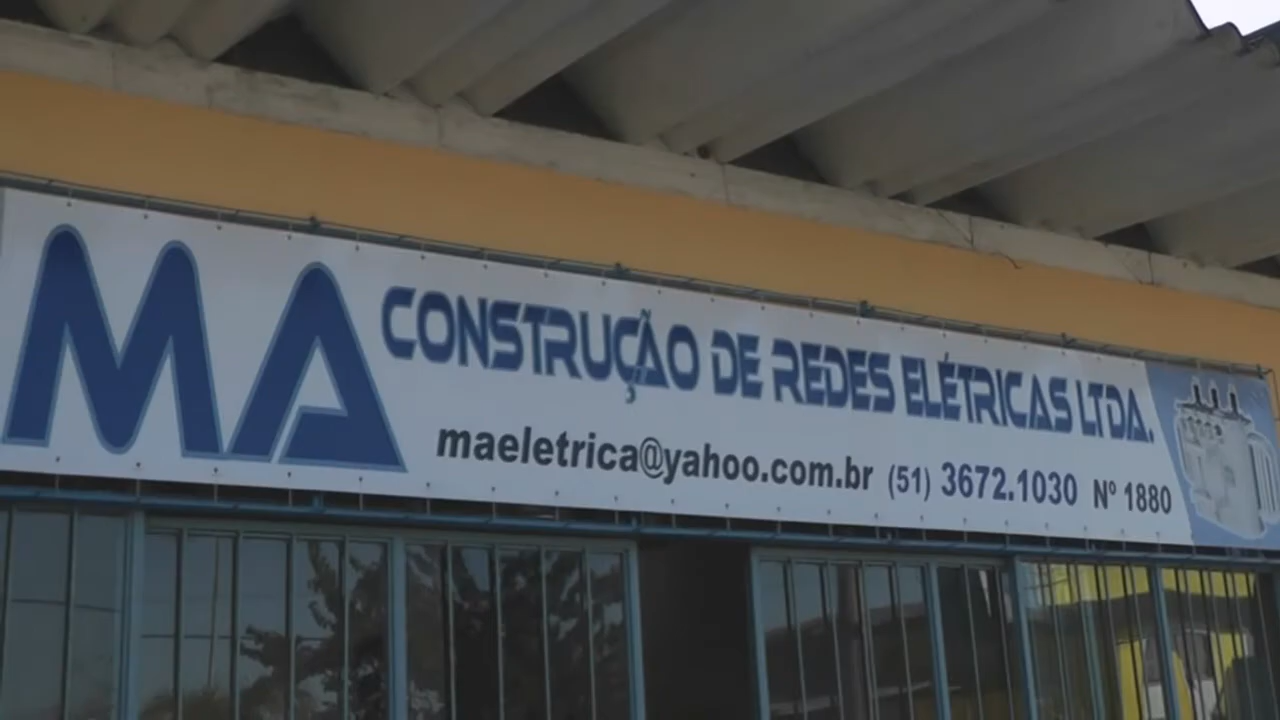 MA CONSTRUÇÃO DE REDES ELÉTRICAS LTDA.
maeletrica@yahoo.com.br (51) 3672.1030 Nº 1880